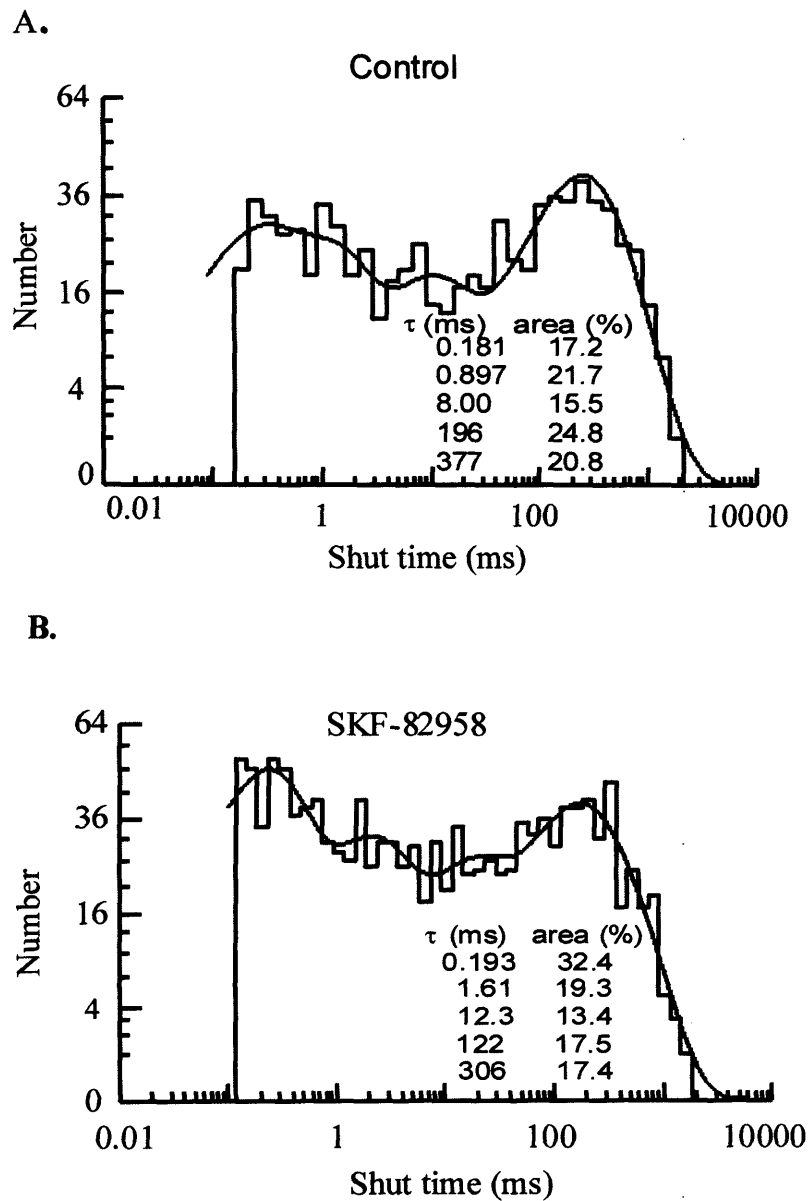 A.
Control
64
36
16
4
0
Number
τ (ms) area (%)
0.181 17.2
0.897 21.7
8.00 15.5
196 24.8
377 20.8
0.01 1 100 10000
Shut time (ms)
B.
SKF-82958
64
36
16
4
0
Number
τ (ms) area (%)
0.193 32.4
1.61 19.3
12.3 13.4
122 17.5
306 17.4
0.01 1 100 10000
Shut time (ms)